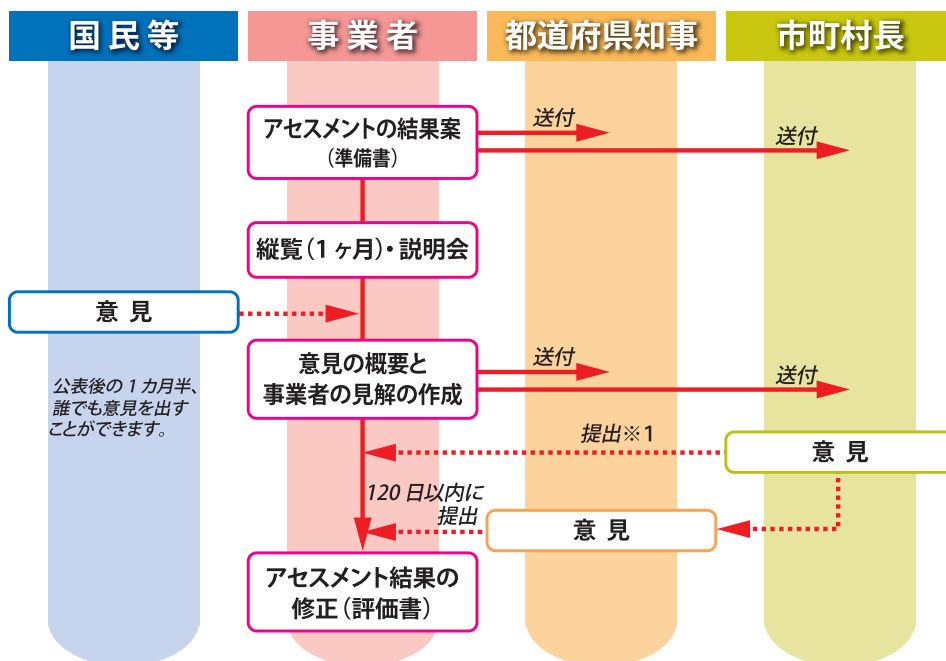 国民等
事業者
都道府県知事
市町村長
アセスメントの結果案
(準備書)
送付
送付
縦覧(1ヶ月)・説明会
意見
公表後の1カ月半、
誰でも意見を出す
ことができます。
意見の概要と
事業者の見解の作成
送付
送付
提出※1
意見
120日以内に
提出
意見
アセスメント結果の
修正(評価書)